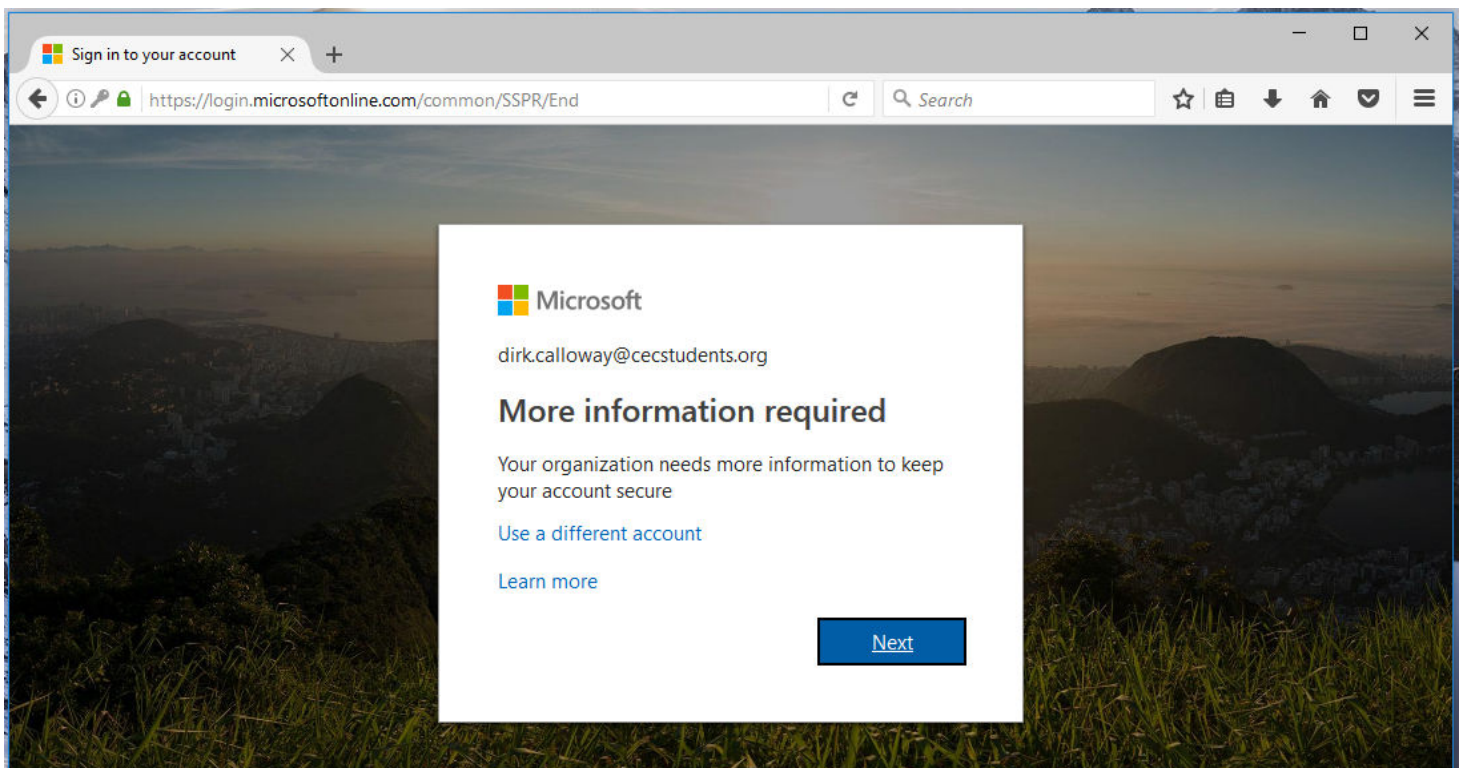 Sign in to your account
https://login.microsoftonline.com/common/SSPR/End
Search
Microsoft
dirk.calloway@cecstudents.org
More information required
Your organization needs more information to keep
your account secure
Use a different account
Learn more
Next